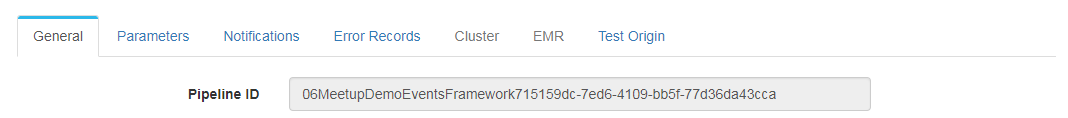 General Parameters Notifications Error Records Cluster EMR Test Origin
Pipeline ID 06MeetupDemoEventsFramework715159dc-7ed6-4109-bb5f-77d36da43cca